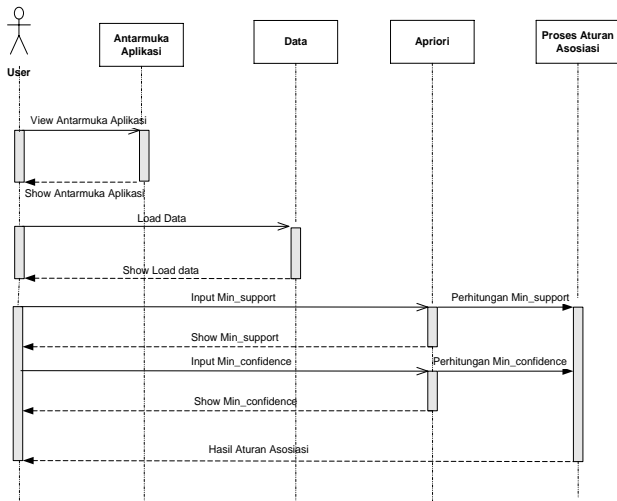 Antarmuka
Aplikasi
Data
Apriori
Proses Aturan
Asosiasi
User
View Antarmuka Aplikasi
Show Antarmuka Aplikasi
Load Data
Show Load data
Input Min_support
Perhitungan Min_support
Show Min_support
Input Min_confidence
Perhitungan Min_confidence
Show Min_confidence
Hasil Aturan Asosiasi